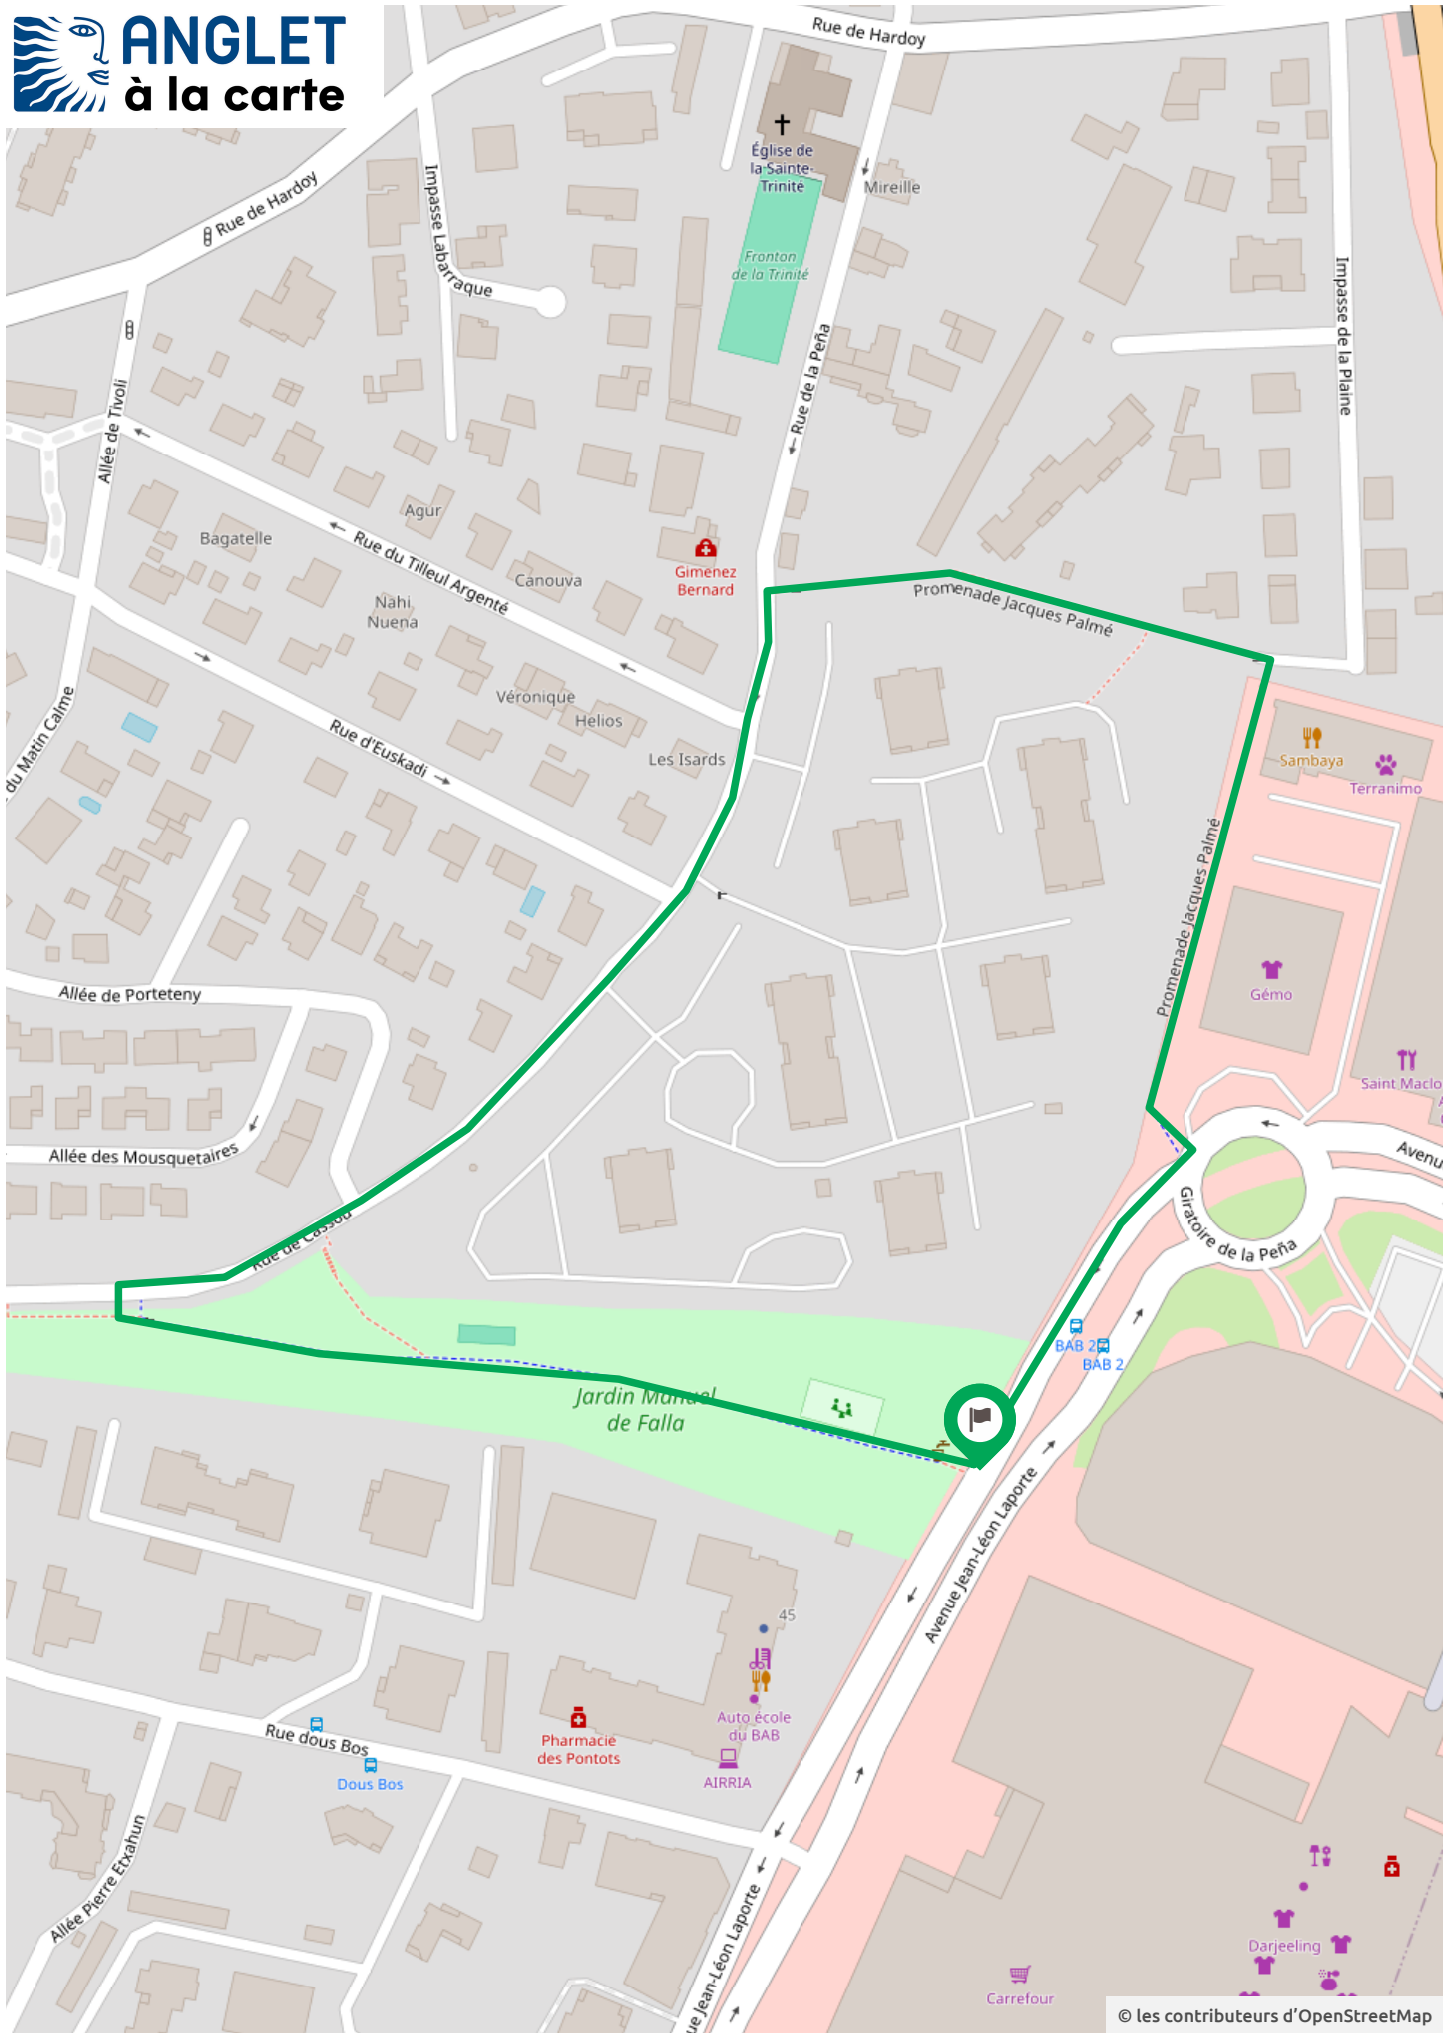 ANGLET
à la carte
Rue de Hardoy
Église de
la Sainte-
Trinité
Mireille
Impasse Labarraque
Rue de Hardoy
Fronton
de la Trinité
Impasse de la Plaine
Rue de la Peña
Allée de Tivoli
Agur
Bagatelle
Rue du Tilleul Argenté
Canouva
Gimenez
Bernard
Nahi
Nuena
Promenade Jacques Palmé
Véronique
Helios
Les Isards
Rue d'Euskadi
du Matin Calme
Sambaya
Terranimo
Promenade Jacques Palmé
Gémo
Allée de Porteteny
Saint Maclo
Allée des Mousquetaires
Avenu
Giratoire de la Peña
Rue de Cassou
BAB 2
BAB 2
Jardin Manuel
de Falla
Avenue Jean-Léon Laporte
45
Auto école
du BAB
Pharmacie
des Pontots
AIRRIA
Rue dous Bos
Dous Bos
Allée Pierre Etxahun
ue Jean-Léon Laporte
Darjeeling
Carrefour
© les contributeurs d'OpenStreetMap